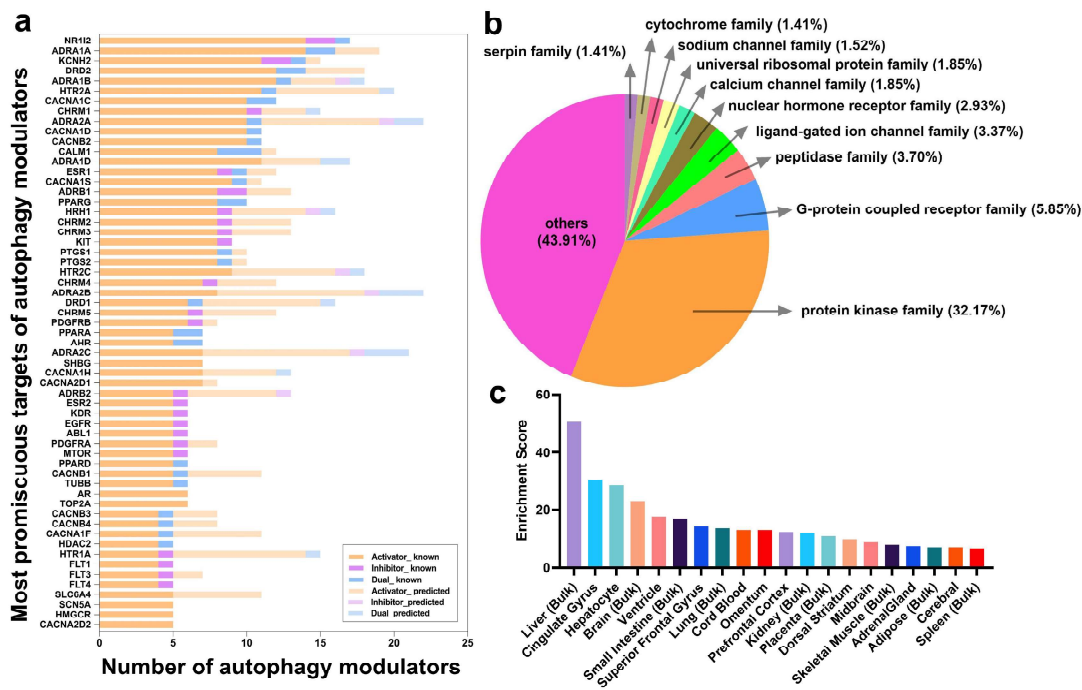 a
Most promiscuous targets of autophagy modulators
NR1I2
ADRA1A
KCNH2
DRD2
ADRA1B
HTR2A
CACNA1C
CHRM1
ADRA2A
CACNA1D
CACNB2
CALM1
ADRA1D
ESR1
CACNA1S
ADRB1
PPARG
HRH1
CHRM2
CHRM3
KIT
PTGS1
PTGS2
HTR2C
CHRM4
ADRA2B
DRD1
CHRM5
PDGFRB
PPARA
AHR
ADRA2C
SHBG
CACNA1H
CACNA2D1
ADRB2
ESR2
KDR
EGFR
ABL1
PDGFRA
MTOR
PPARD
CACNB1
TUBB
AR
TOP2A
CACNB3
CACNB4
CACNA1F
HDAC2
HTR1A
FLT1
FLT3
FLT4
SLC6A4
SCN5A
HMGCR
CACNA2D2
0 5 10 15 20 25
Number of autophagy modulators
Activator_known
Inhibitor_known
Dual_known
Activator_predicted
Inhibitor_predicted
Dual_predicted
b
cytochrome family (1.41%)
serpin family (1.41%)
sodium channel family (1.52%)
universal ribosomal protein family (1.85%)
calcium channel family (1.85%)
nuclear hormone receptor family (2.93%)
ligand-gated ion channel family (3.37%)
peptidase family (3.70%)
G-protein coupled receptor family (5.85%)
others
(43.91%)
protein kinase family (32.17%)
c
Enrichment Score
60
40
20
0
Liver (Bulk)
Cingulate Gyrus
Hepatocyte
Brain (Bulk)
Ventricle
Small Intestine (Bulk)
Superior Frontal Gyrus
Lung (Bulk)
Cord Blood
Omentum
Prefrontal Cortex
Kidney (Bulk)
Placenta (Bulk)
Dorsal Striatum
Midbrain
Skeletal Muscle (Bulk)
AdrenalGland
Adipose (Bulk)
Cerebral
Spleen (Bulk)